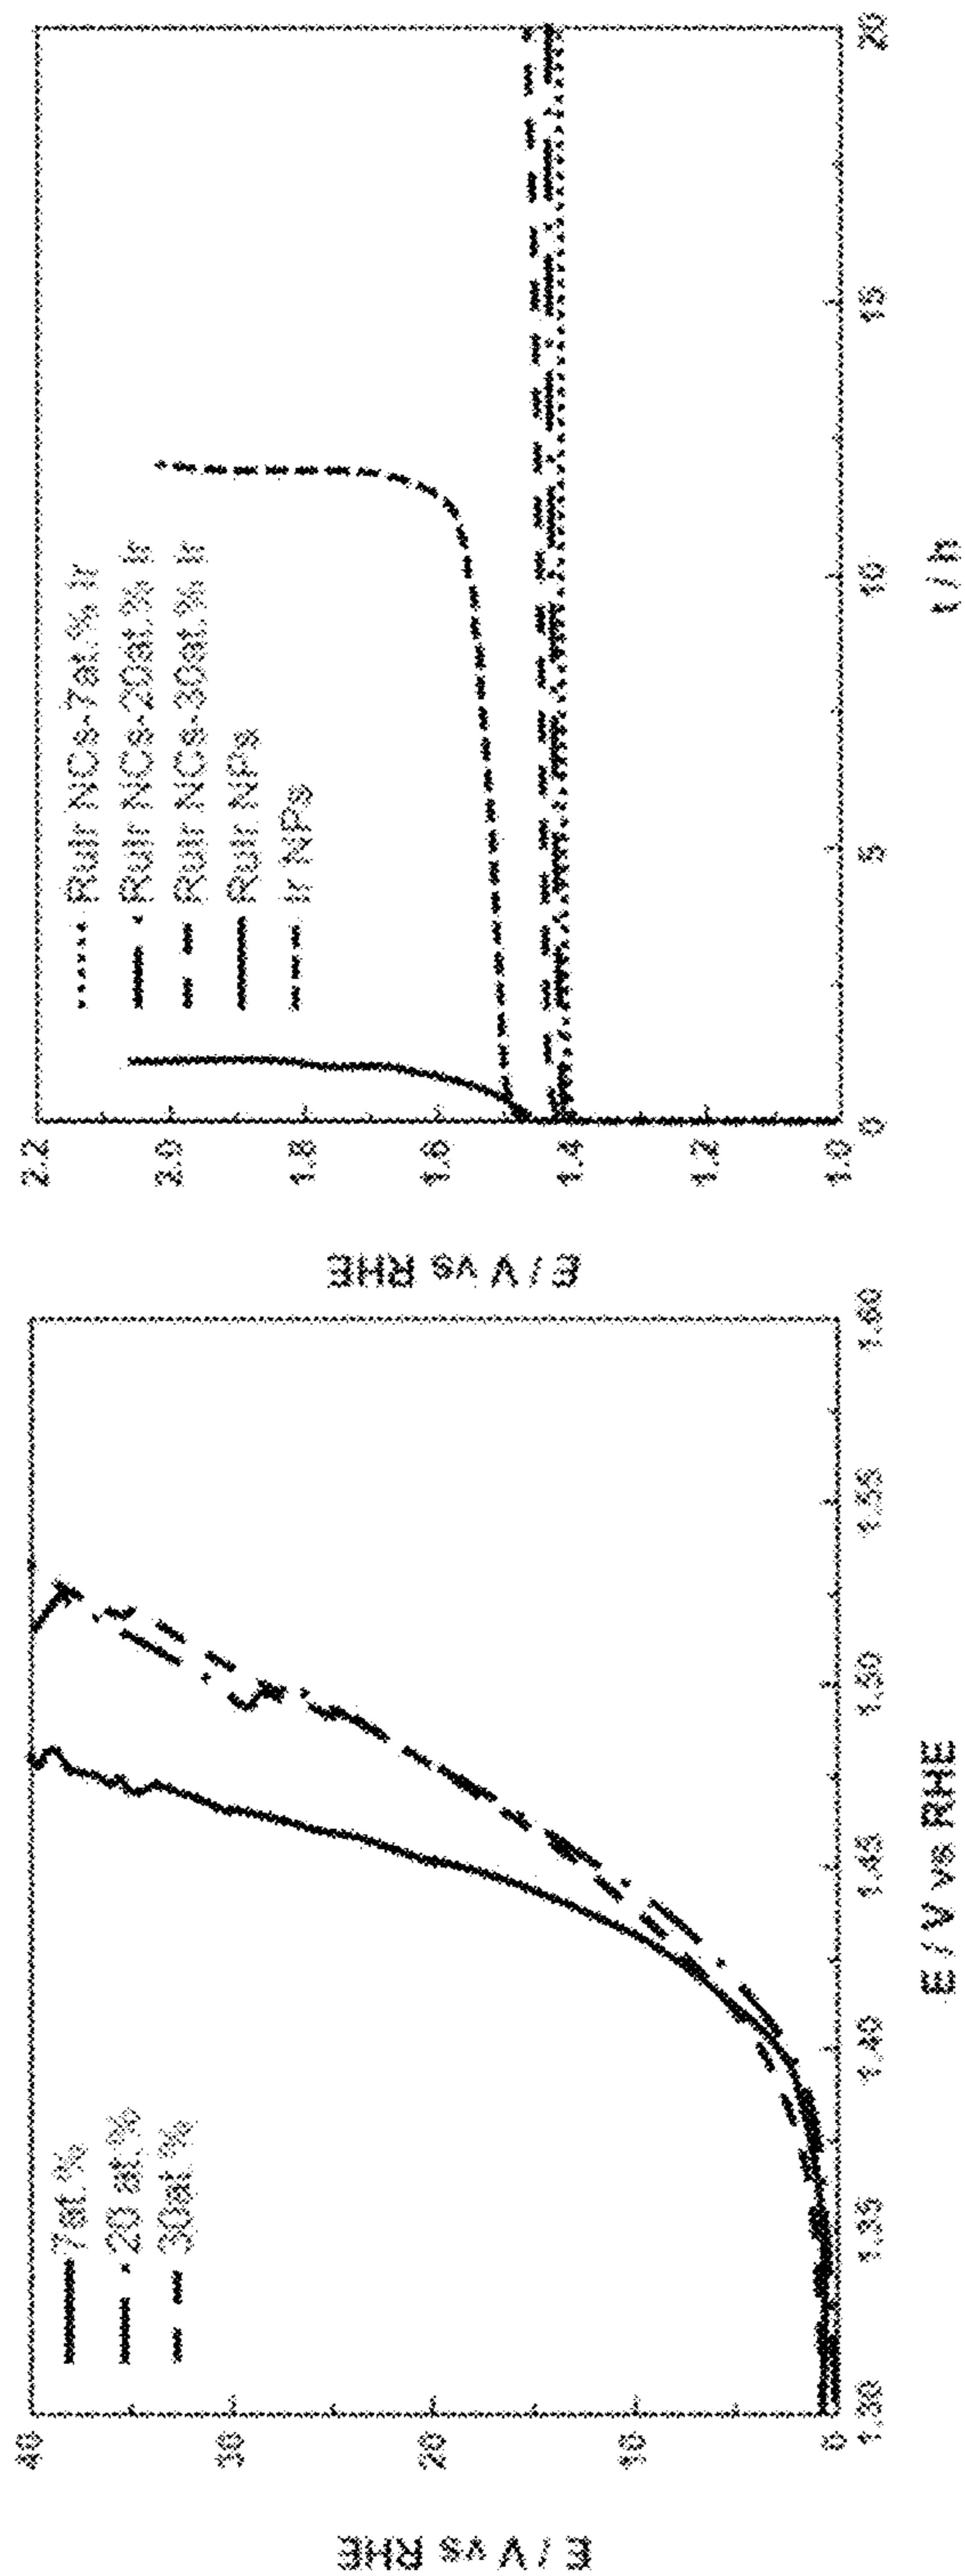 E / V vs RHE
40
30
20
10
0
7at.%
20 at.%
30at.%
1.30
1.35
1.40
1.45
1.50
1.55
1.60
E / V vs RHE
E / V vs RHE
2.2
2.0
1.8
1.6
1.4
1.2
1.0
RuIr NCs-7at.% Ir
RuIr NCs-20at.% Ir
RuIr NCs-30at.% Ir
RuIr NPs
Ir NPs
0
5
10
15
20
t / h